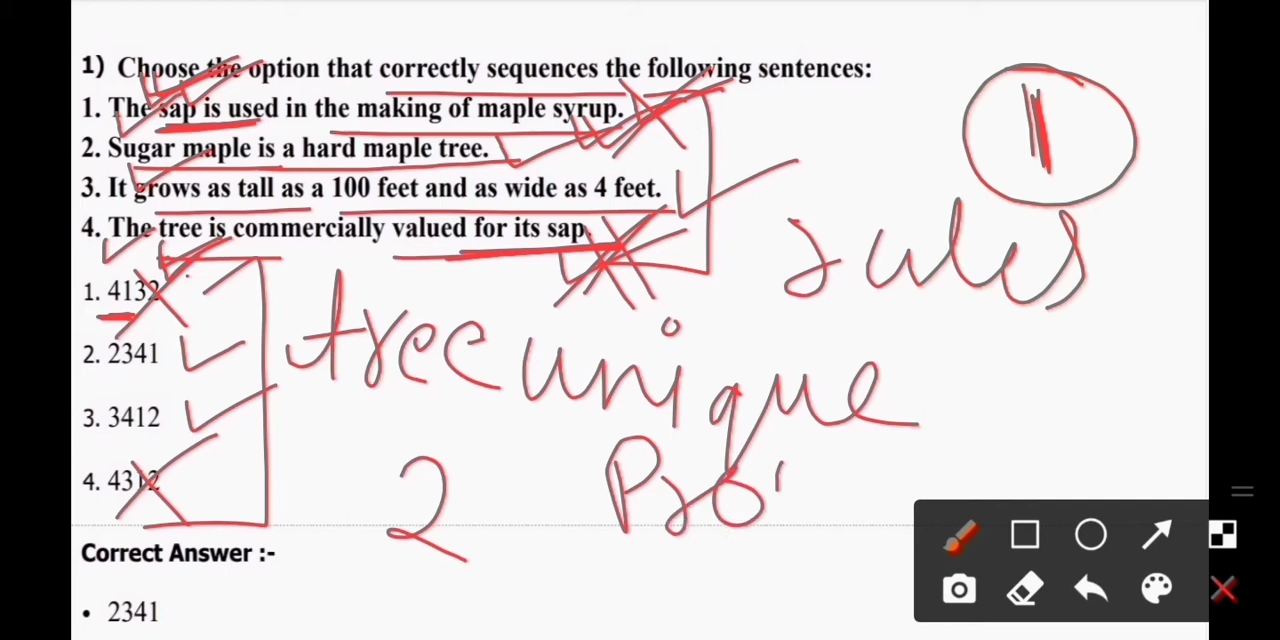 1) Choose the option that correctly sequences the following sentences:
1. The sap is used in the making of maple syrup.
2. Sugar maple is a hard maple tree.
3. It grows as tall as a 100 feet and as wide as 4 feet.
4. The tree is commercially valued for its sap.
1. 4132
2. 2341
3. 3412
4. 4312
11
rules
tree unique
2 Pro
Correct Answer :-
• 2341